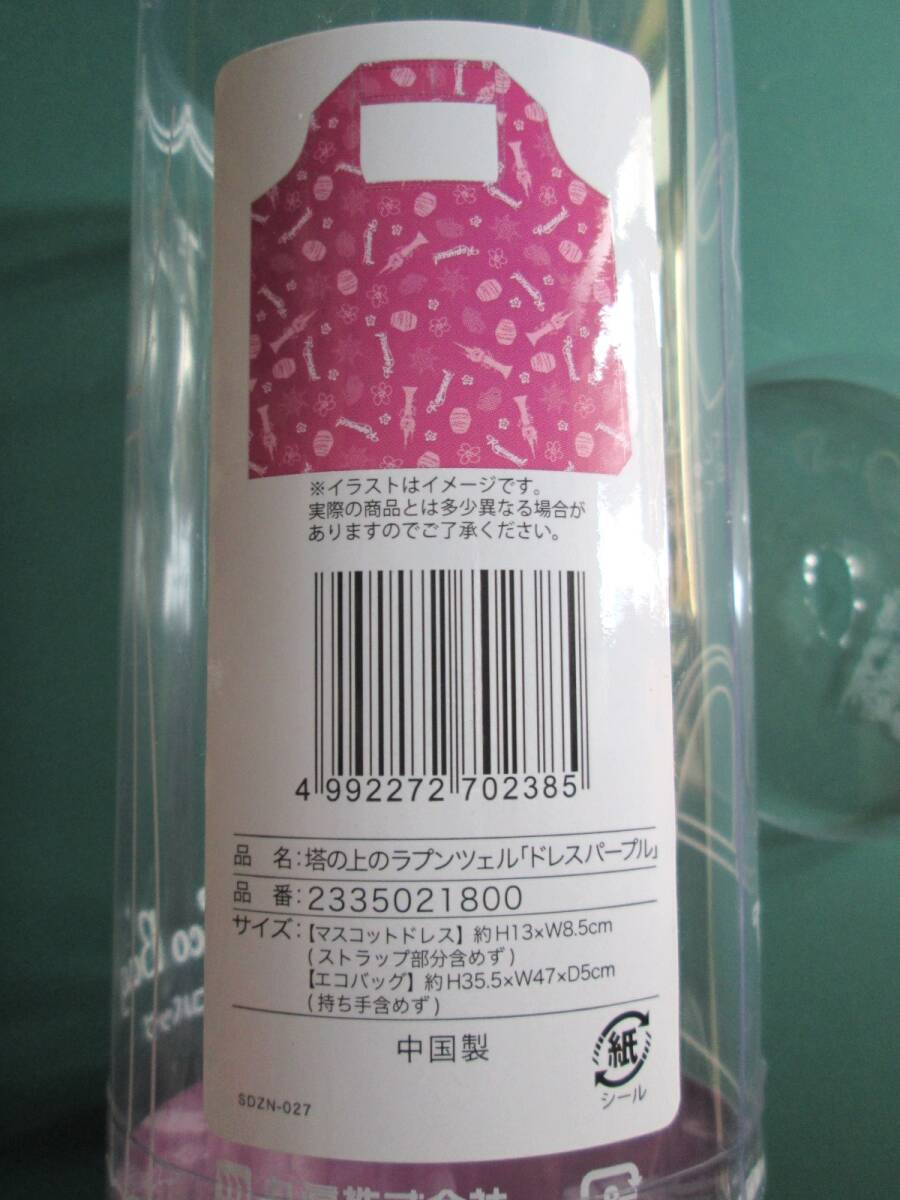 ※イラストはイメージです。
実際の商品とは多少異なる場合が
ありますのでご了承ください。
4 992272 702385
品 名:塔の上のラプンツェル「ドレスパープル」
品 番:2335021800
サイズ:【マスコットドレス】約H13×W8.5cm
(ストラップ部分含めず)
【エコバッグ】約H35.5×W47×D5cm
(持ち手含めず)
中国製
紙
シール
SDZN-027
株式会社